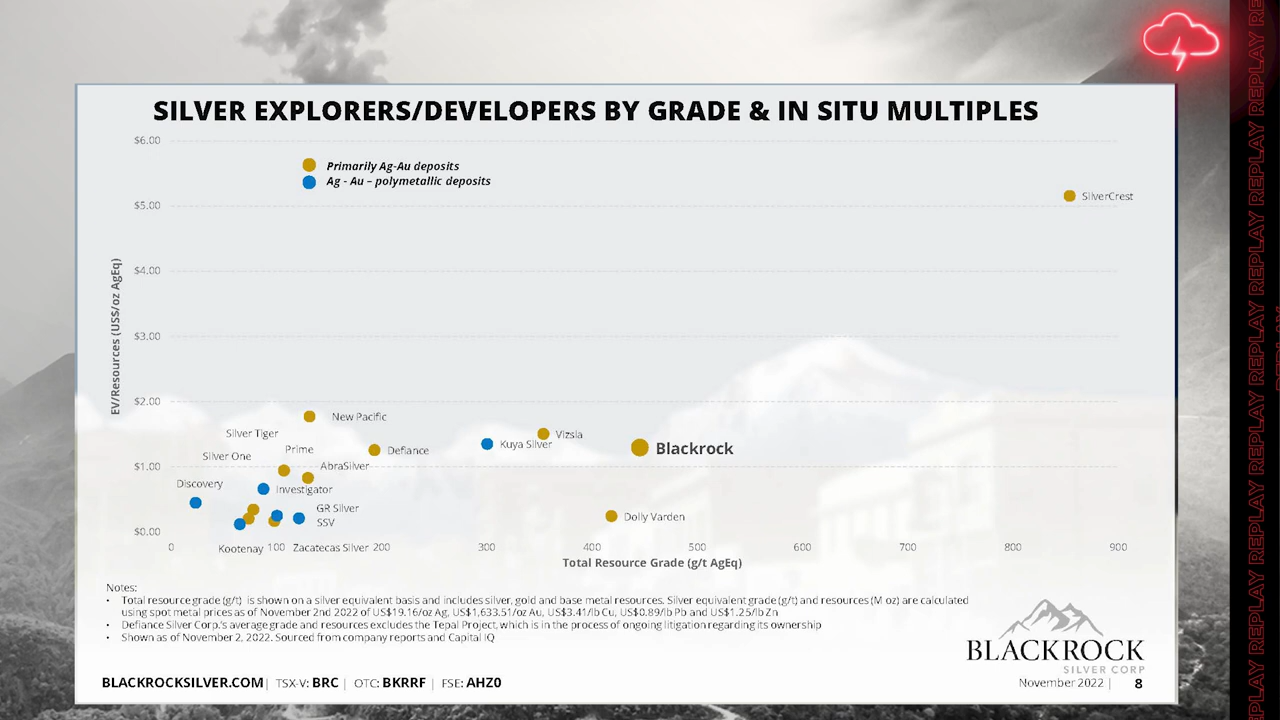 SILVER EXPLORERS/DEVELOPERS BY GRADE & IN SITU MULTIPLES
$6.00
Primarily Ag-Au deposits
Ag - Au – polymetallic deposits
SilverCrest
$5.00
$4.00
EV/Resources (US$/oz AgEq)
$3.00
$2.00
New Pacific
Silver Tiger
Vizsla
Kuya Silver
Blackrock
Prime
Defiance
Silver One
$1.00
AbraSilver
Discovery
Investigator
GR Silver
Dolly Varden
SSV
$0.00
Kootenay
Zacatecas Silver
0 100 200 300 400 500 600 700 800 900
Total Resource Grade (g/t AgEq)
Notes:
• Total resource grade (g/t) is shown on a silver equivalent basis and includes silver, gold and base metal resources. Silver equivalent grade (g/t) and resources (M oz) are calculated
using spot metal prices as of November 2nd 2022 of US$19.16/oz Ag, US$1,633.51/oz Au, US$3.41/lb Cu, US$0.89/lb Pb and US$1.25/lb Zn
• Defiance Silver Corp.'s average grade and resources excludes the Tepal Project, which is in the process of ongoing litigation regarding its ownership
• Shown as of November 2, 2022. Sourced from company reports and Capital IQ
BLACKROCK
SILVER CORP
BLACKROCKSILVER.COM| TSX-V: BRC | OTC: BKRRF | FSE: AHZ0
November 2022 | 8
REPLAY REPLAY REPLAY REPLAY REPLAY REPLAY REPLAY